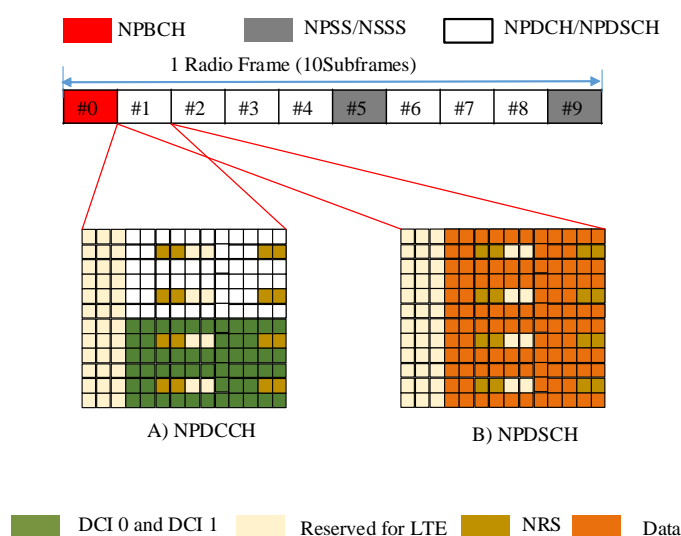 NPBCH NPSS/NSSS NPDCH/NPDSCH
1 Radio Frame (10Subframes)
#0 #1 #2 #3 #4 #5 #6 #7 #8 #9
A) NPDCCH B) NPDSCH
DCI 0 and DCI 1 Reserved for LTE NRS Data